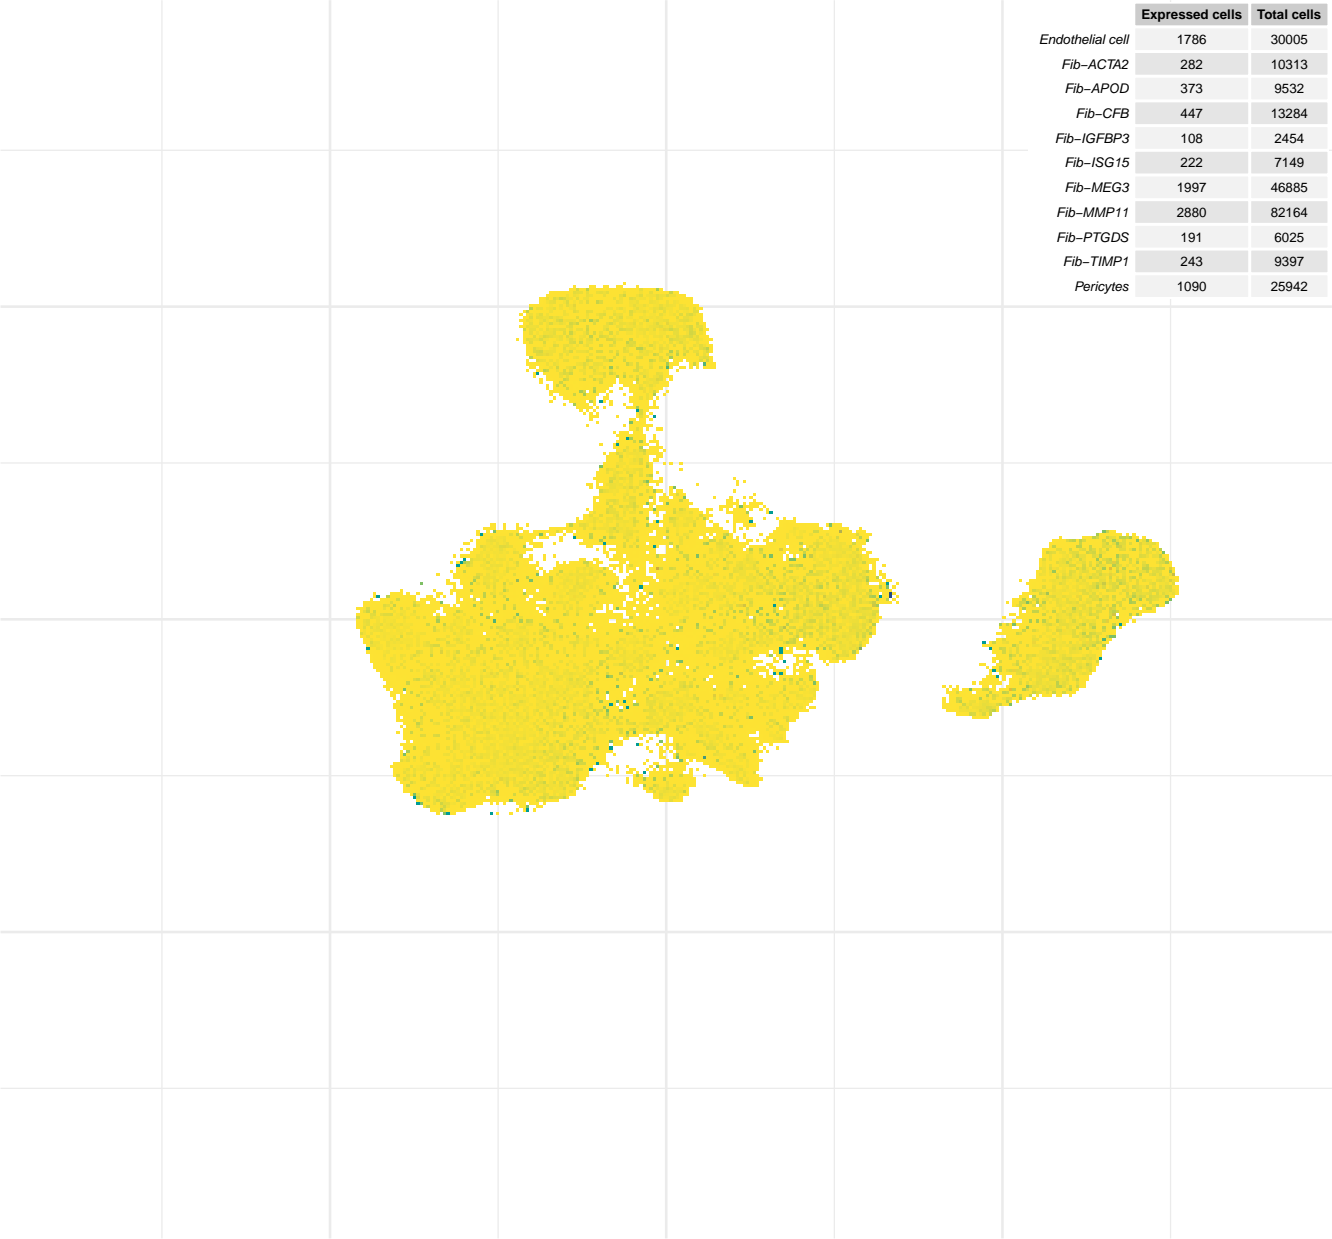 Expressed cells Total cells
Endothelial cell 1786 30005
Fib−ACTA2 282 10313
Fib−APOD 373 9532
Fib−CFB 447 13284
Fib−IGFBP3 108 2454
Fib−ISG15 222 7149
Fib−MEG3 1997 46885
Fib−MMP11 2880 82164
Fib−PTGDS 191 6025
Fib−TIMP1 243 9397
Pericytes 1090 25942